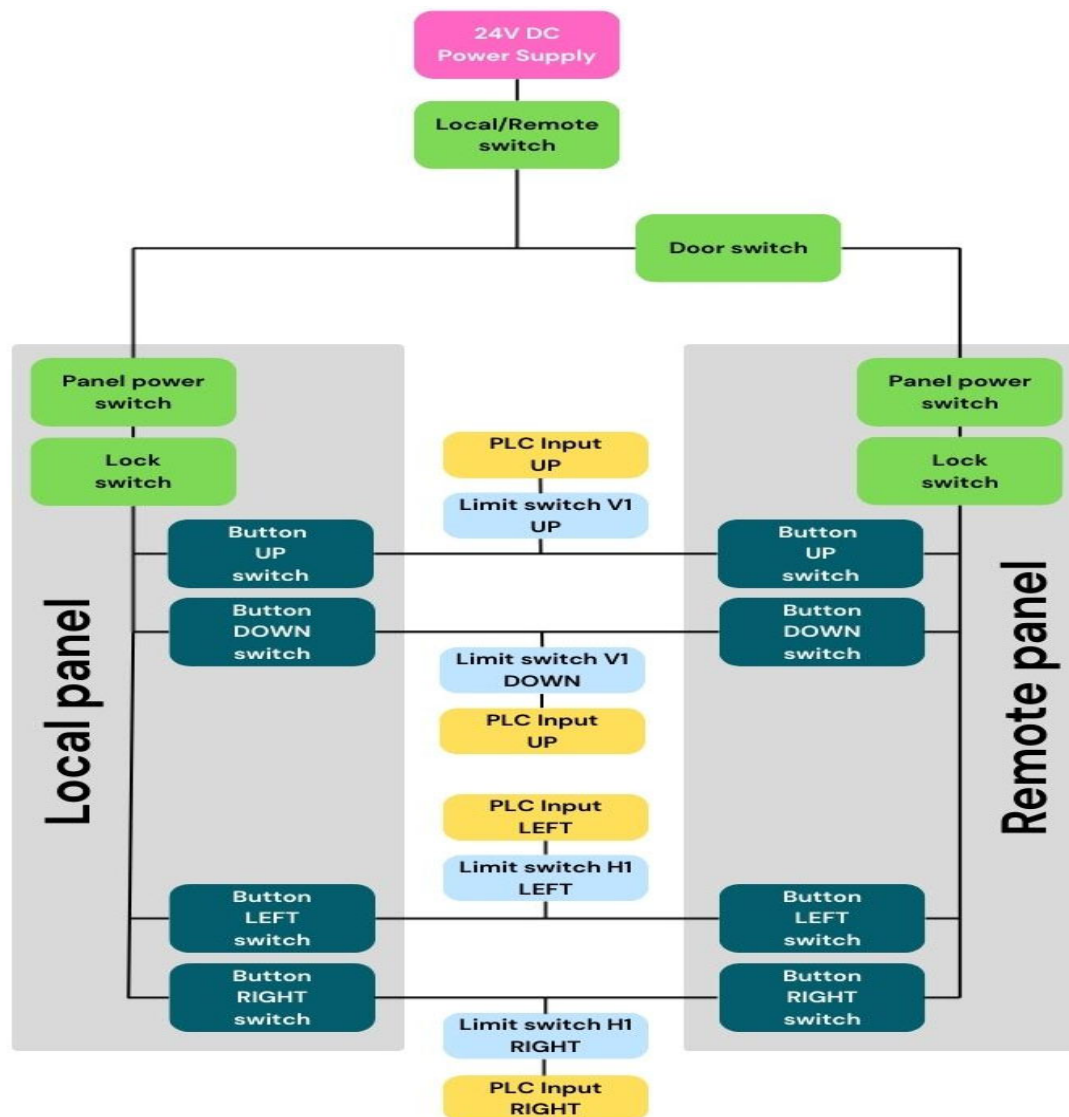 24V DC
Power Supply
Local/Remote
switch
Door switch
Panel power
switch
Panel power
switch
Lock
switch
PLC Input
UP
Lock
switch
Limit switch V1
UP
Button
UP
switch
Button
UP
switch
Button
DOWN
switch
Button
DOWN
switch
Limit switch V1
DOWN
PLC Input
UP
Local panel
Remote panel
PLC Input
LEFT
Limit switch H1
LEFT
Button
LEFT
switch
Button
LEFT
switch
Button
RIGHT
switch
Button
RIGHT
switch
Limit switch H1
RIGHT
PLC Input
RIGHT